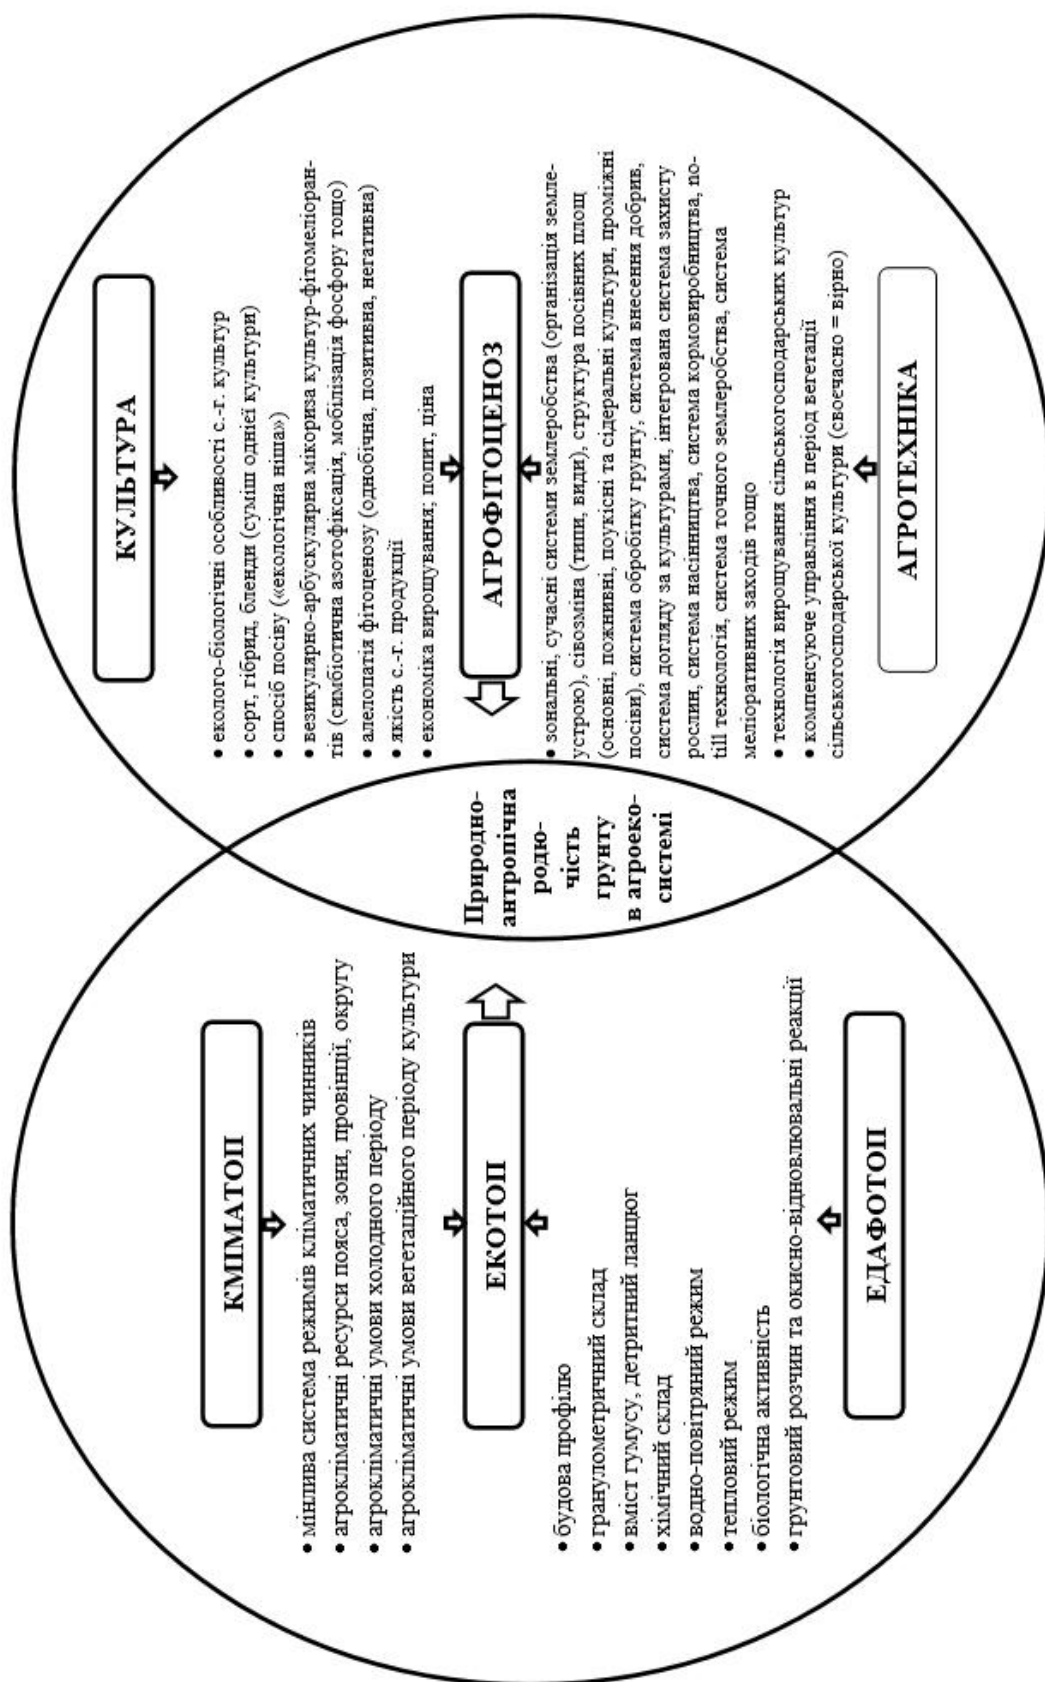 КМІМАТОП
• мінлива система режимів кліматичних чинників
• агрокліматичні ресурси пояса, зони, провінції, округу
• агрокліматичні умови холодного періоду
• агрокліматичні умови вегетаційного періоду культури
ЕКОТОП
• будова профілю
• гранулометричний склад
• вміст гумусу, детритний ланцюг
• хімічний склад
• водно-повітряний режим
• тепловий режим
• біологічна активність
• грунтовий розчин та окисно-відновлювальні реакції
ЕДАФОТОП
Природно-
антропічна
родю-
чість
грунту
в агроеко-
системі
КУЛЬТУРА
• еколого-біологічні особливості с.-г. культур
• сорт, гібрид, бленди (суміш однієї культури)
• спосіб посіву («екологічна ніша»)
• везикулярно-арбускулярна мікориза культур-фітомеліоран-
тів (симбіотична азотофіксація, мобілізація фосфору тощо)
• алелопатія фітоценозу (однобічна, позитивна, негативна)
• якість с.-г. продукції
• економіка вирощування; попит, ціна
АГРОФІТОЦЕНОЗ
• зональні, сучасні системи землеробства (організація земле-
устрою), сівозміна (типи, види), структура посівних площ
(основні, пожнивні, поукісні та сідеральні культури, проміжні
посіви), система обробітку грунту, система внесення добрив,
система догляду за культурами, інтегрована система захисту
рослин, система насінництва, система кормовиробництва, no-
till технологія, система точного землеробства, система
меліоративних заходів тощо
• технологія вирощування сільськогосподарських культур
• компенсуюче управління в період вегетації
сільськогосподарської культури (своєчасно = вірно)
АГРОТЕХНІКА